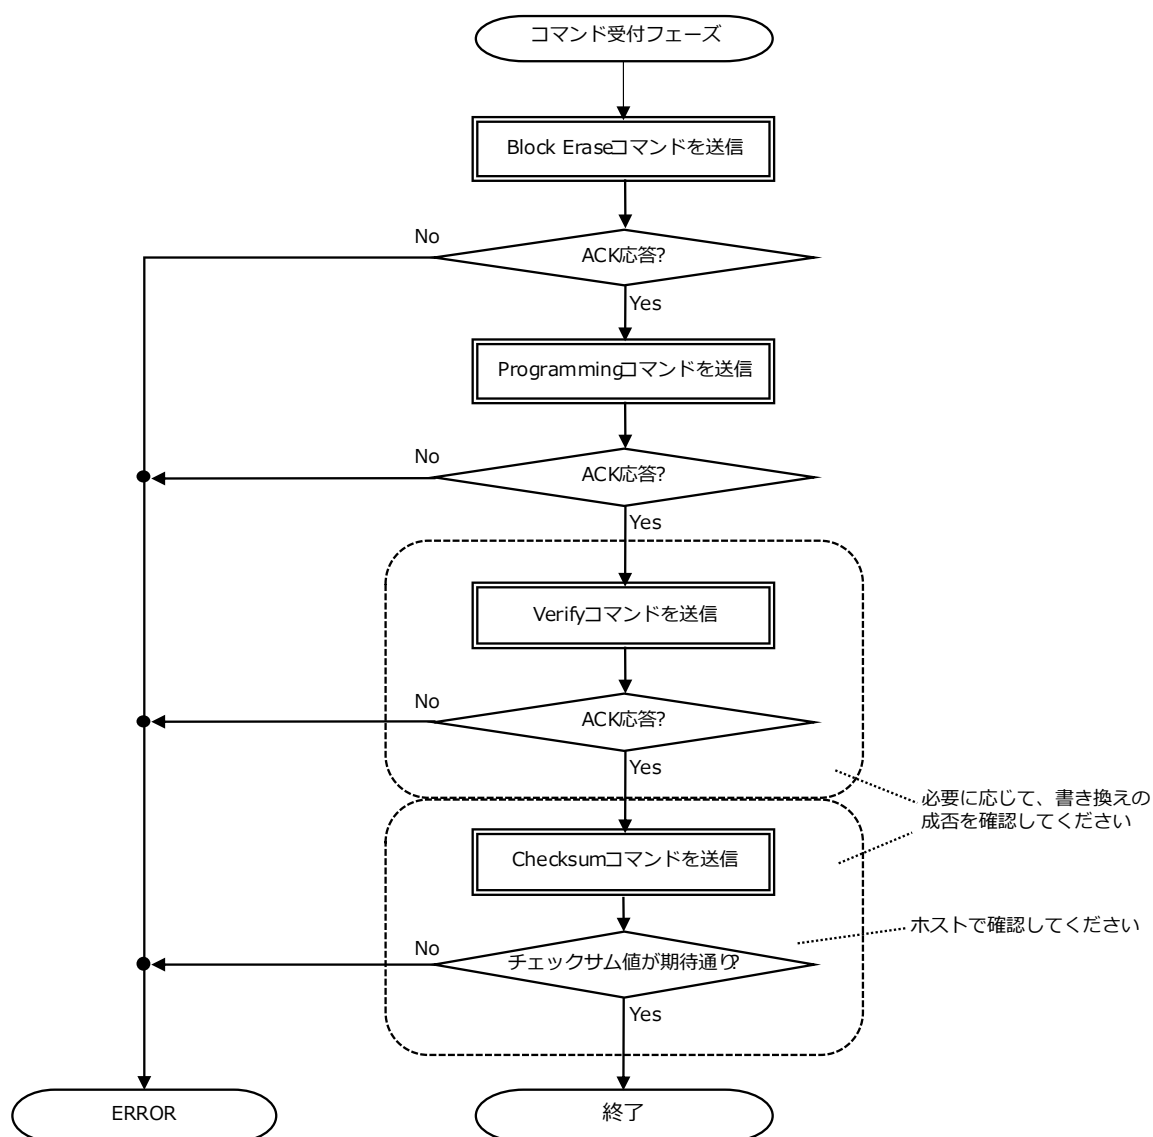 コマンド受付フェーズ
Block Eraseコマンドを送信
No
ACK応答?
Yes
Programmingコマンドを送信
No
ACK応答?
Yes
Verifyコマンドを送信
No
ACK応答?
Yes
必要に応じて、書き換えの
成否を確認してください
Checksumコマンドを送信
ホストで確認してください
No
チェックサム値が期待通り?
Yes
ERROR
終了